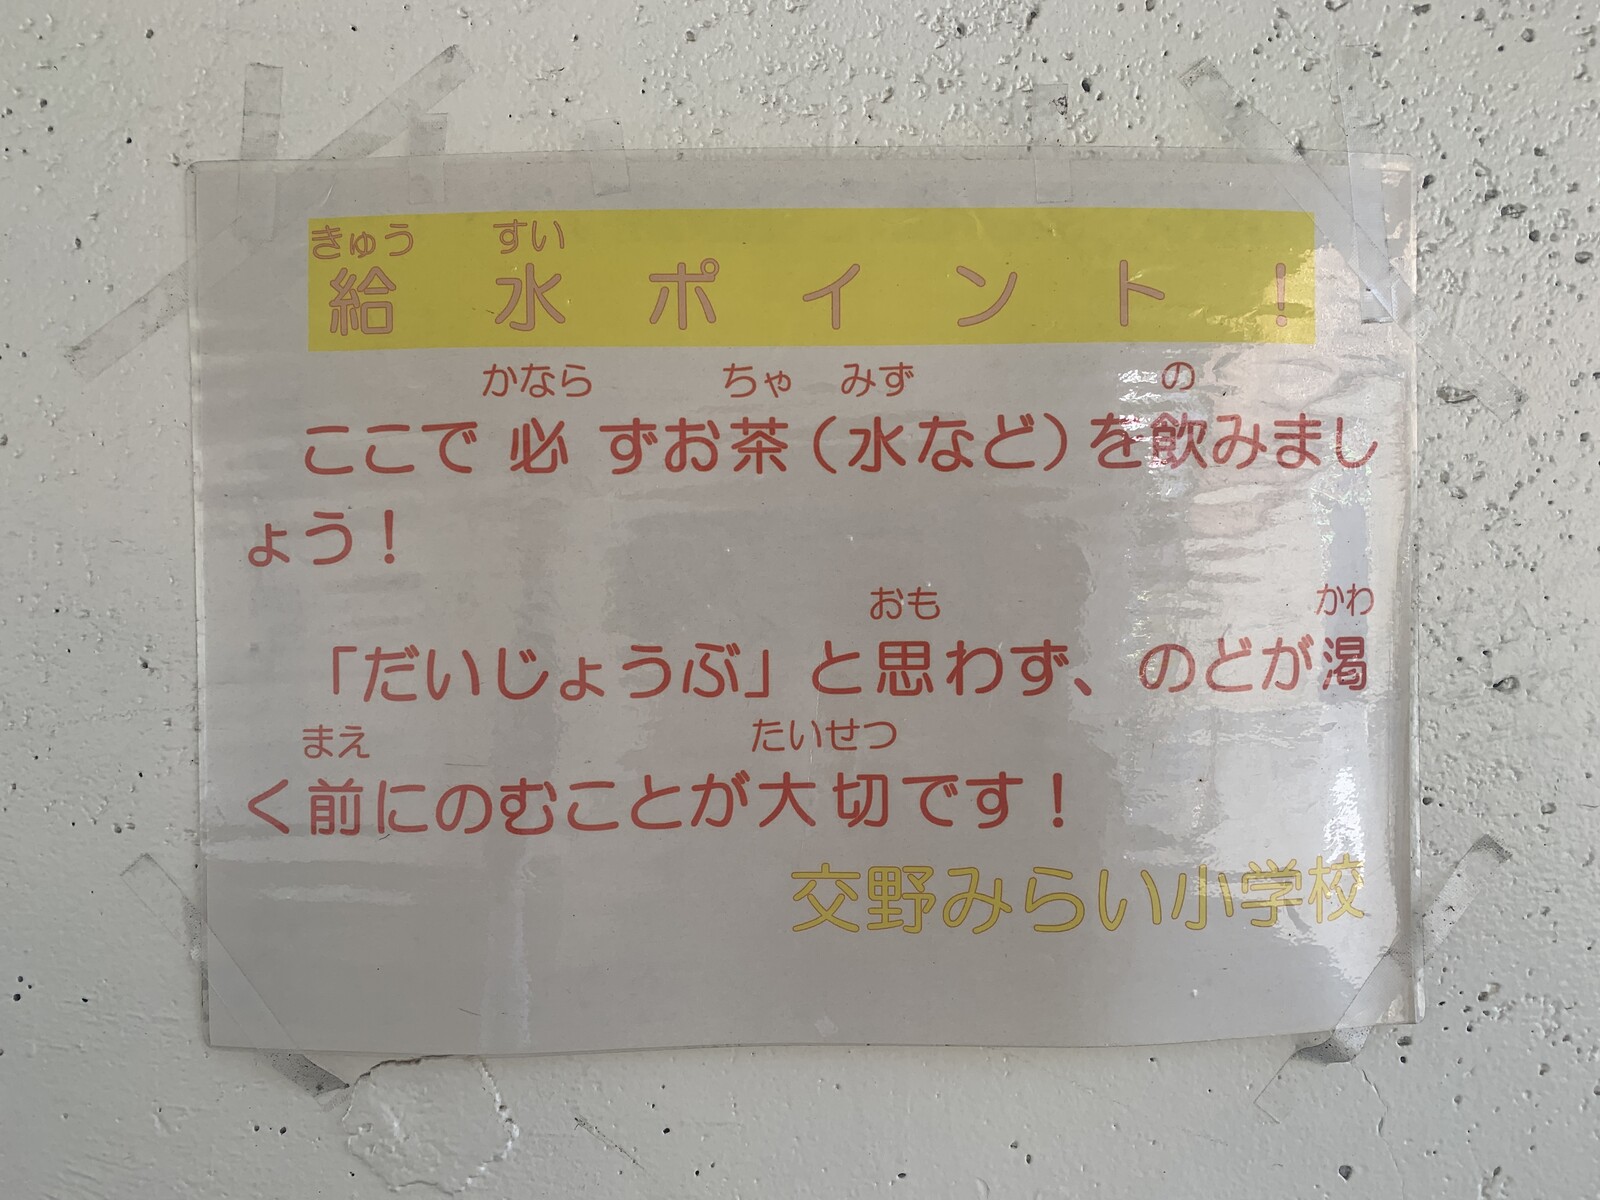 きゅう すい
給水ポイント！
かなら ちゃ みず の
ここで必ずお茶（水など）を飲みまし
ょう！
おも かわ
「だいじょうぶ」と思わず、のどが渇
まえ たいせつ
く前にのむことが大切です！
交野みらい小学校